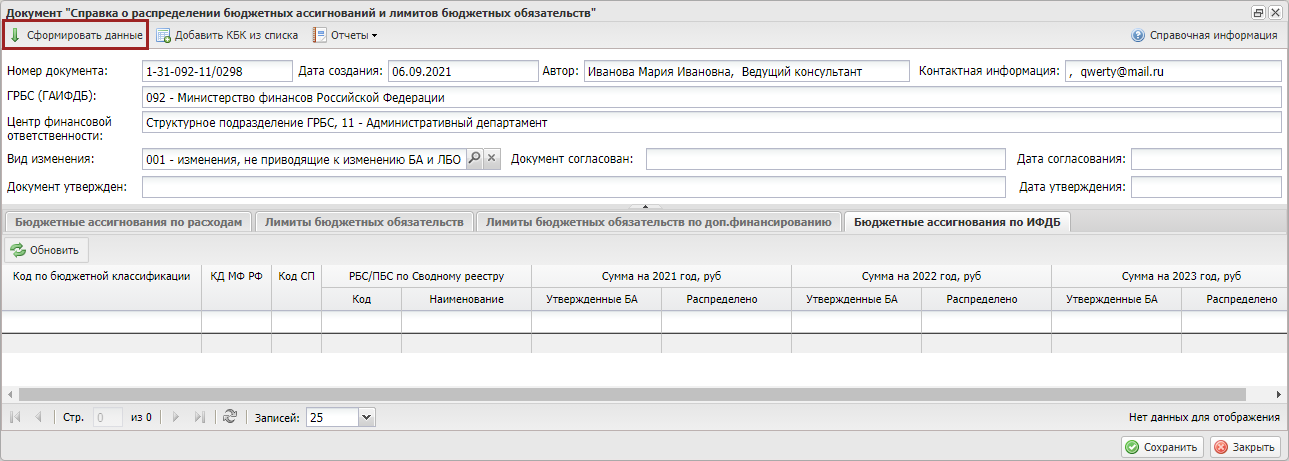 Документ "Справка о распределении бюджетных ассигнований и лимитов бюджетных обязательств"
Сформировать данные Добавить КБК из списка Отчеты Справочная информация
Номер документа: 1-31-092-11/0298 Дата создания: 06.09.2021 Автор: Иванова Мария Ивановна, Ведущий консультант Контактная информация: , qwerty@mail.ru
ГРБС (ГАИФДБ): 092 - Министерство финансов Российской Федерации
Центр финансовой ответственности: Структурное подразделение ГРБС, 11 - Административный департамент
Вид изменения: 001 - изменения, не приводящие к изменению БА и ЛБО Документ согласован: Дата согласования:
Документ утвержден: Дата утверждения:
Бюджетные ассигнования по расходам Лимиты бюджетных обязательств Лимиты бюджетных обязательств по доп.финансированию Бюджетные ассигнования по ИФДБ
Обновить
Код по бюджетной классификации КД МФ РФ Код СП РБС/ПБС по Сводному реестру Сумма на 2021 год, руб Сумма на 2022 год, руб Сумма на 2023 год, руб
Код Наименование Утвержденные БА Распределено Утвержденные БА Распределено Утвержденные БА Распределено
Стр. 0 из 0 Записей: 25 Нет данных для отображения
Сохранить Закрыть